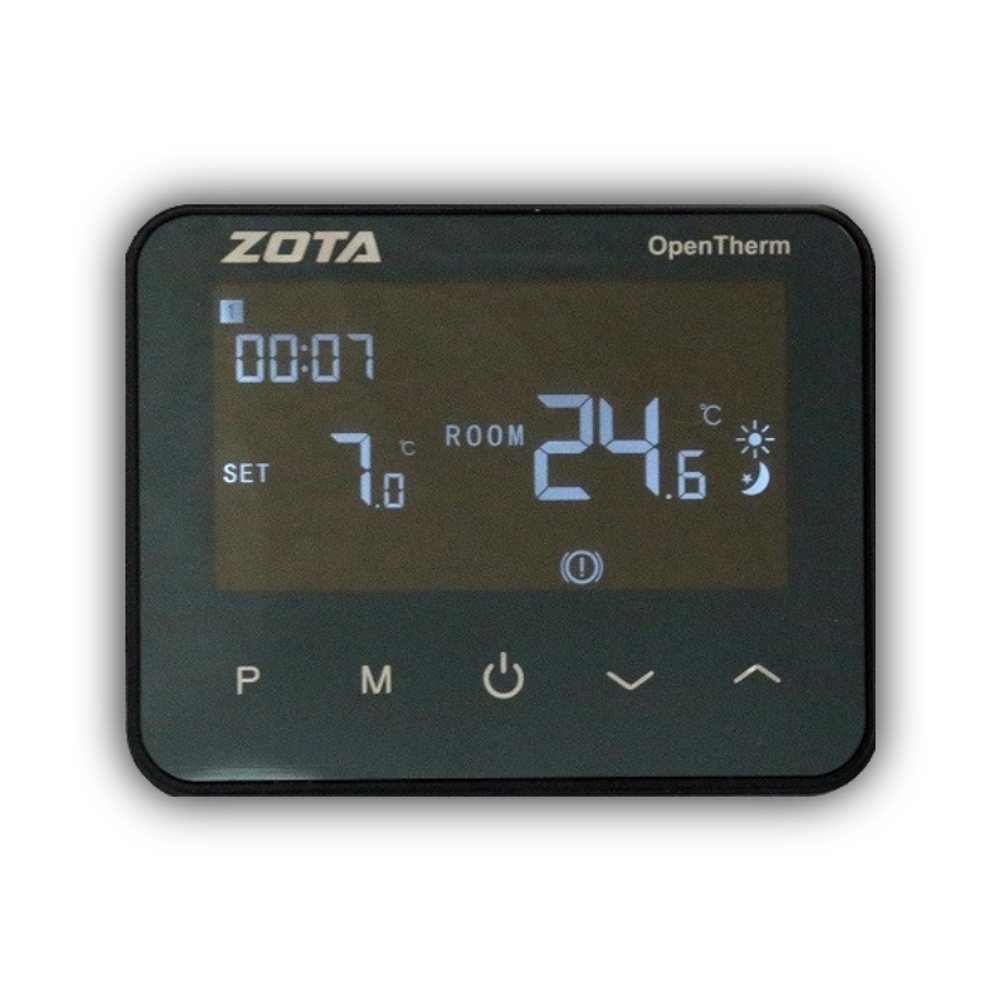 ZOTA OpenTherm
1
00:07
SET 7.0 °C ROOM 24.6 °C
P M